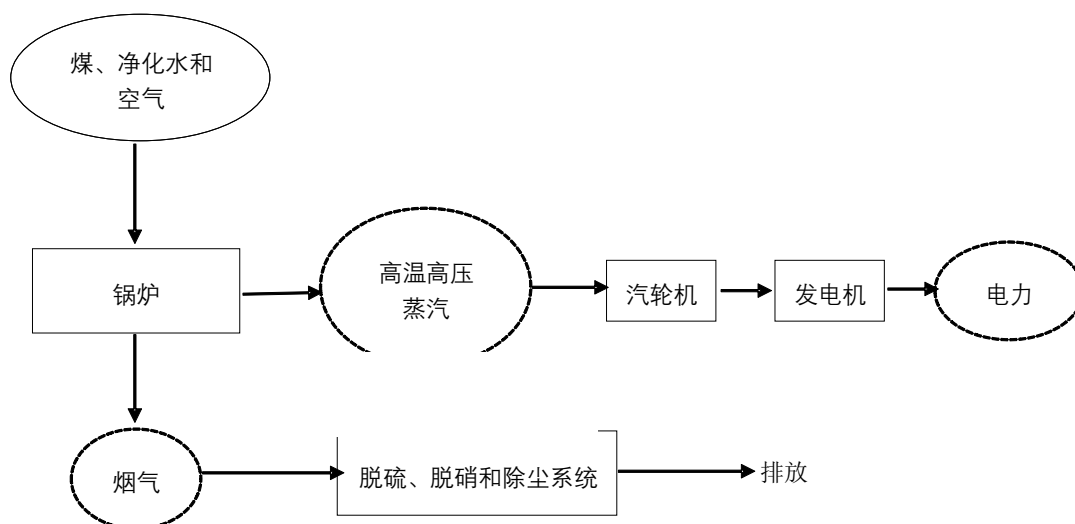 煤、净化水和
空气
锅炉
高温高压
蒸汽
汽轮机
发电机
电力
烟气
脱硫、脱硝和除尘系统
排放